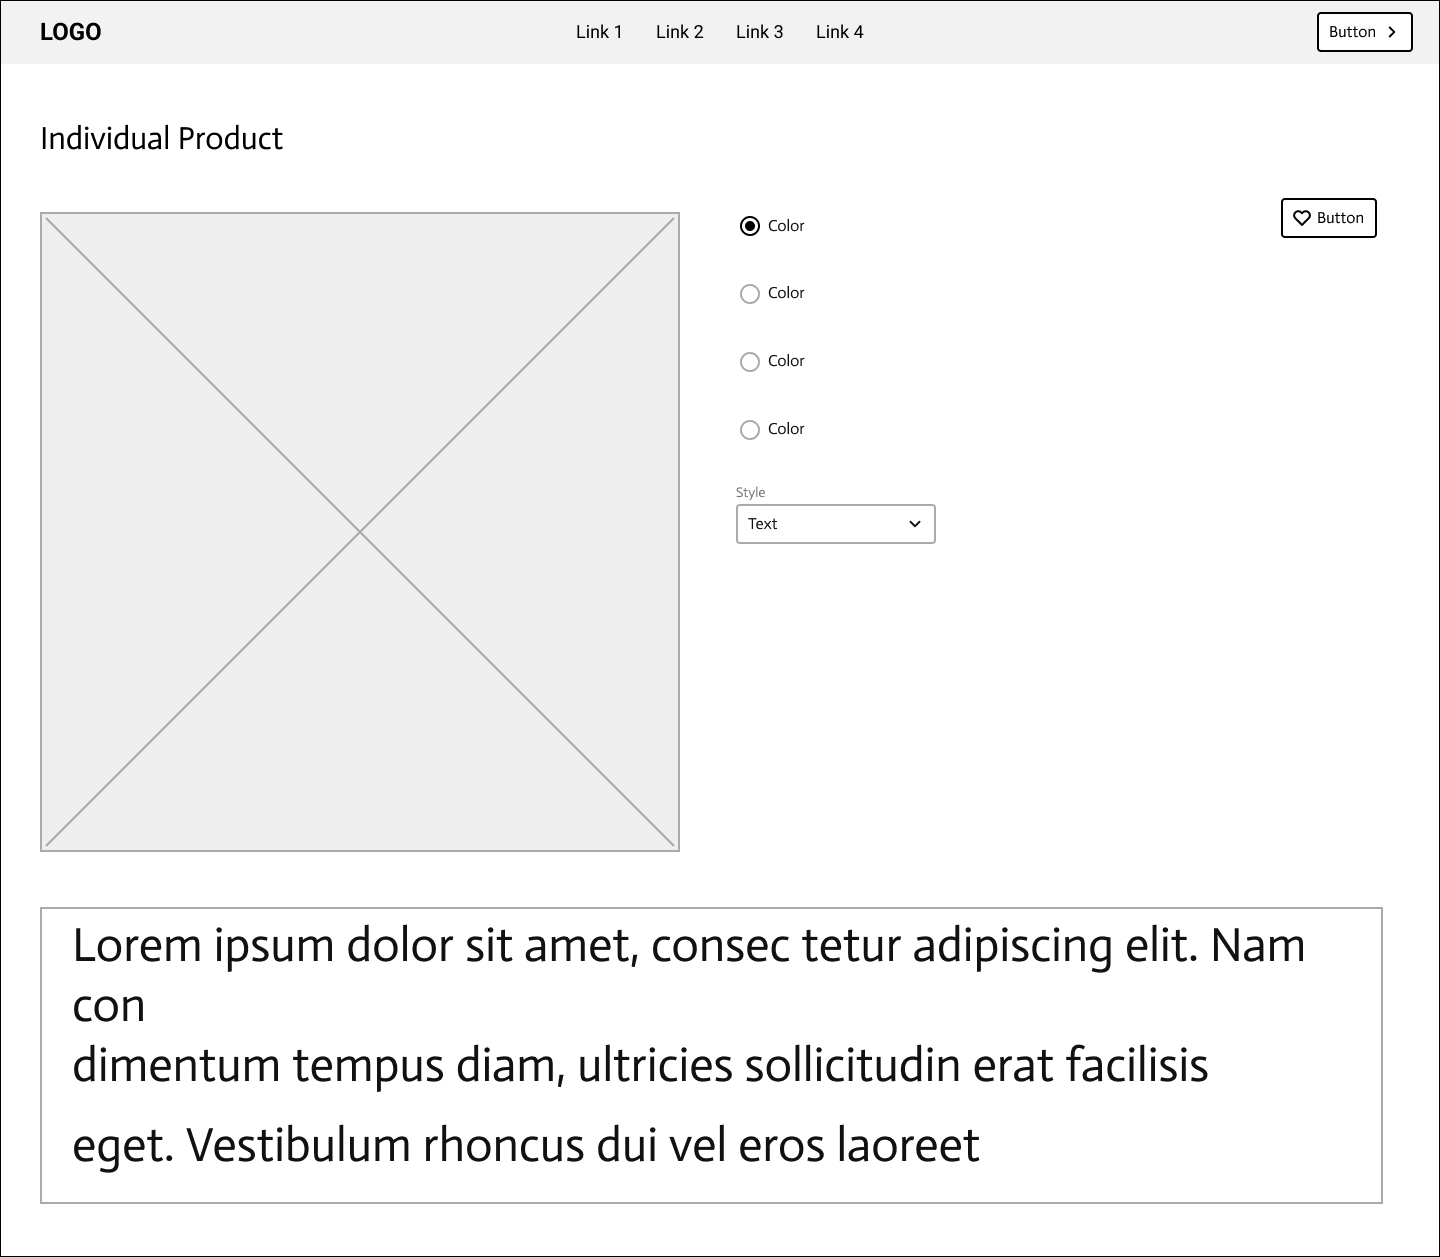 LOGO
Link 1
Link 2
Link 3
Link 4
Button
Individual Product
Color
Button
Color
Color
Color
Style
Text
Lorem ipsum dolor sit amet, consec tetur adipiscing elit. Nam
con
dimentum tempus diam, ultricies sollicitudin erat facilisis
eget. Vestibulum rhoncus dui vel eros laoreet